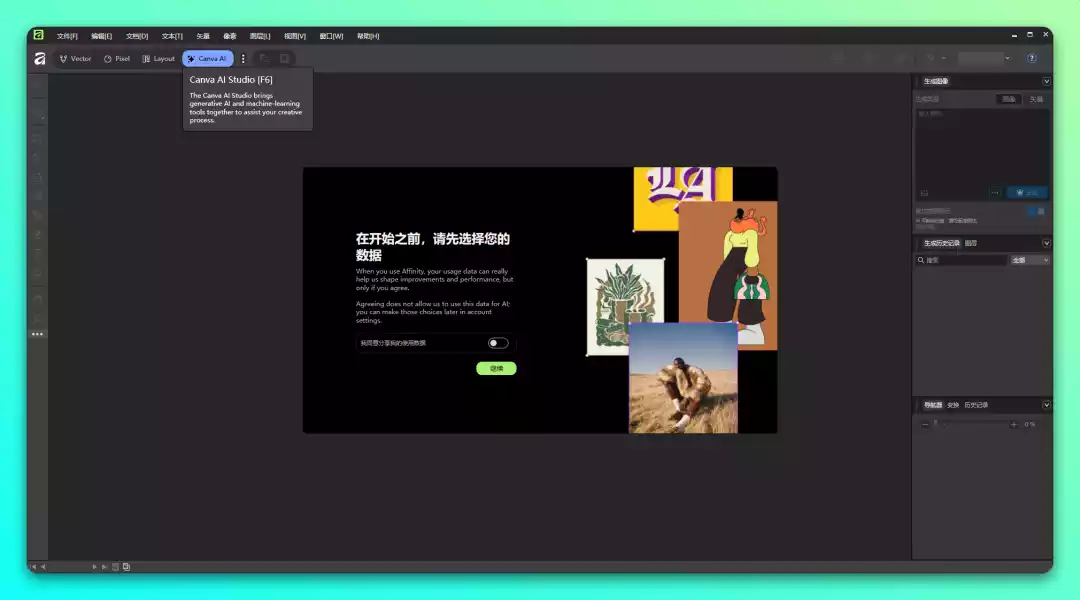 文件[F] 编辑[E] 文档[D] 文本[T] 矢量 像素 图层[L] 视图[V] 窗口[W] 帮助[H]
Vector Pixel Layout Canva AI
Canva AI Studio [F6]
The Canva AI Studio brings
generative AI and machine-learning
tools together to assist your creative
process.
生成图像
图像 矢量
生成历史记录 图层
搜索 全部
LA
在开始之前，请先选择您的
数据
When you use Affinity, your usage data can really
help us shape improvements and performance, but
only if you agree.
Agreeing does not allow us to use this data for AI;
you can make those choices later in account
settings.
我同意分享我的使用数据
继续
导航器 变换 历史记录
0 %